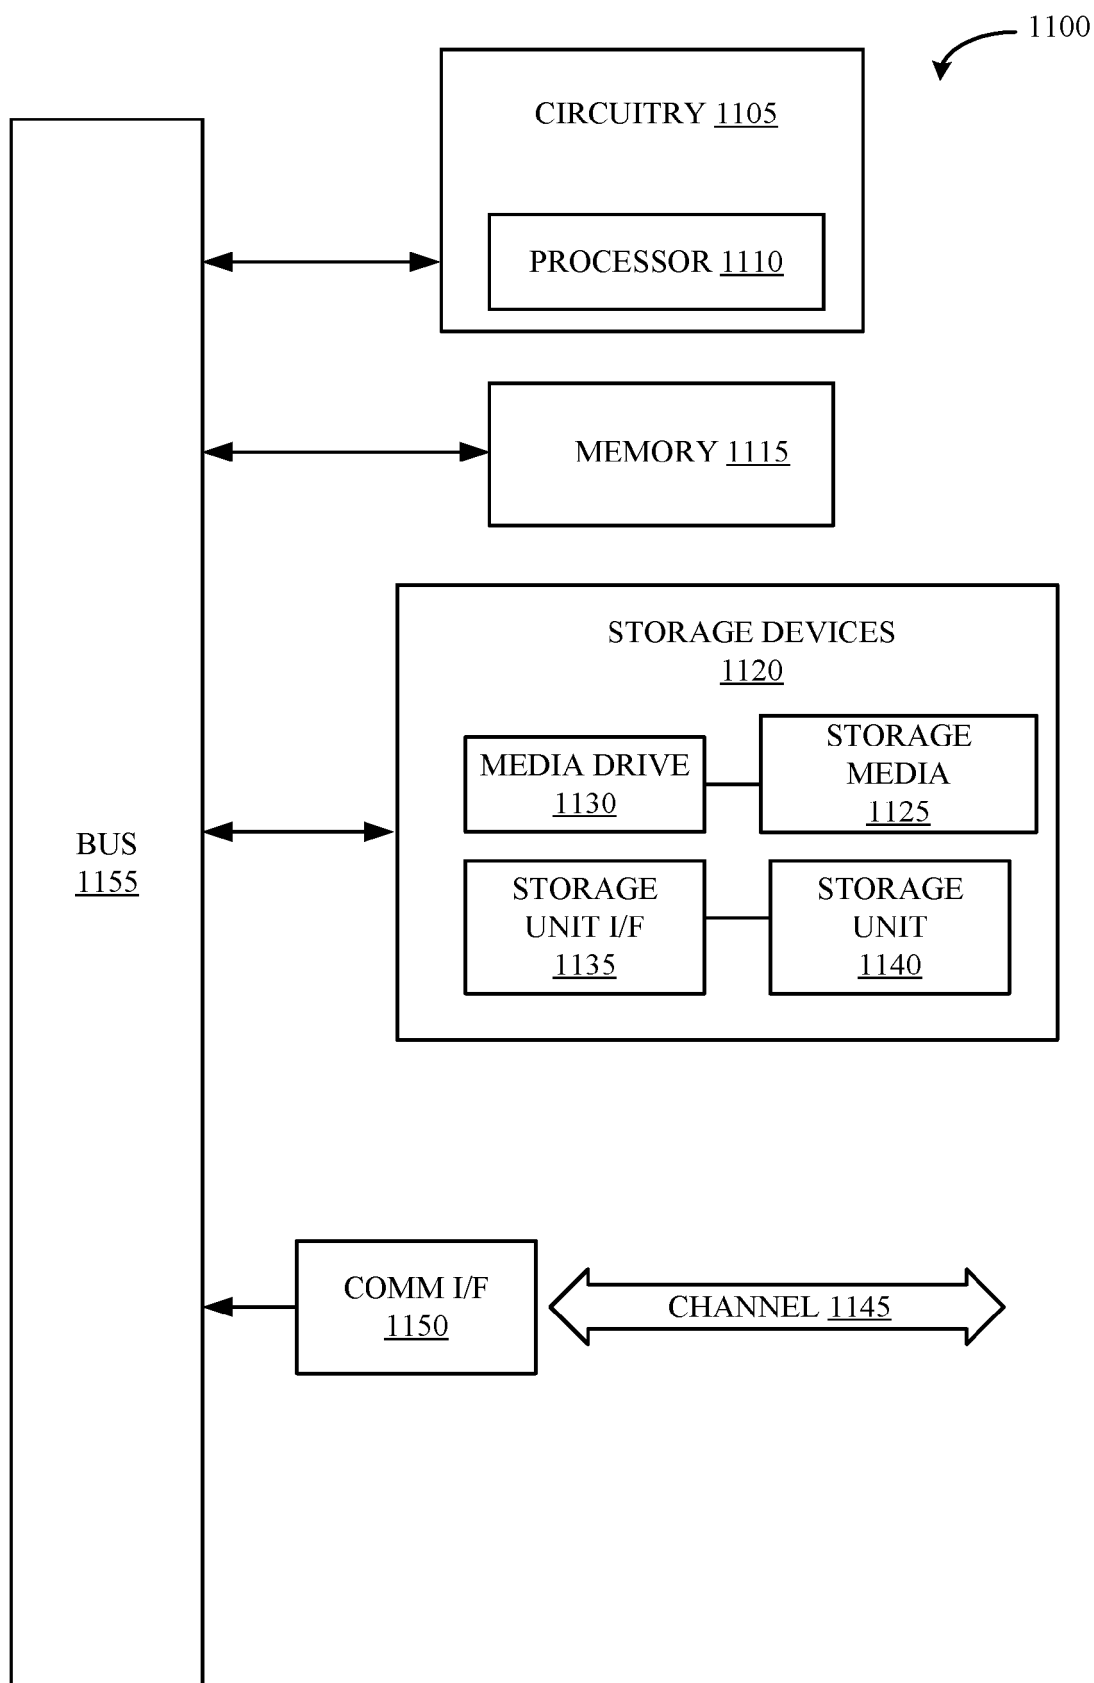 1100
CIRCUITRY 1105
PROCESSOR 1110
MEMORY 1115
STORAGE DEVICES
1120
MEDIA DRIVE
1130
STORAGE
MEDIA
1125
STORAGE
UNIT I/F
1135
STORAGE
UNIT
1140
BUS
1155
COMM I/F
1150
CHANNEL 1145